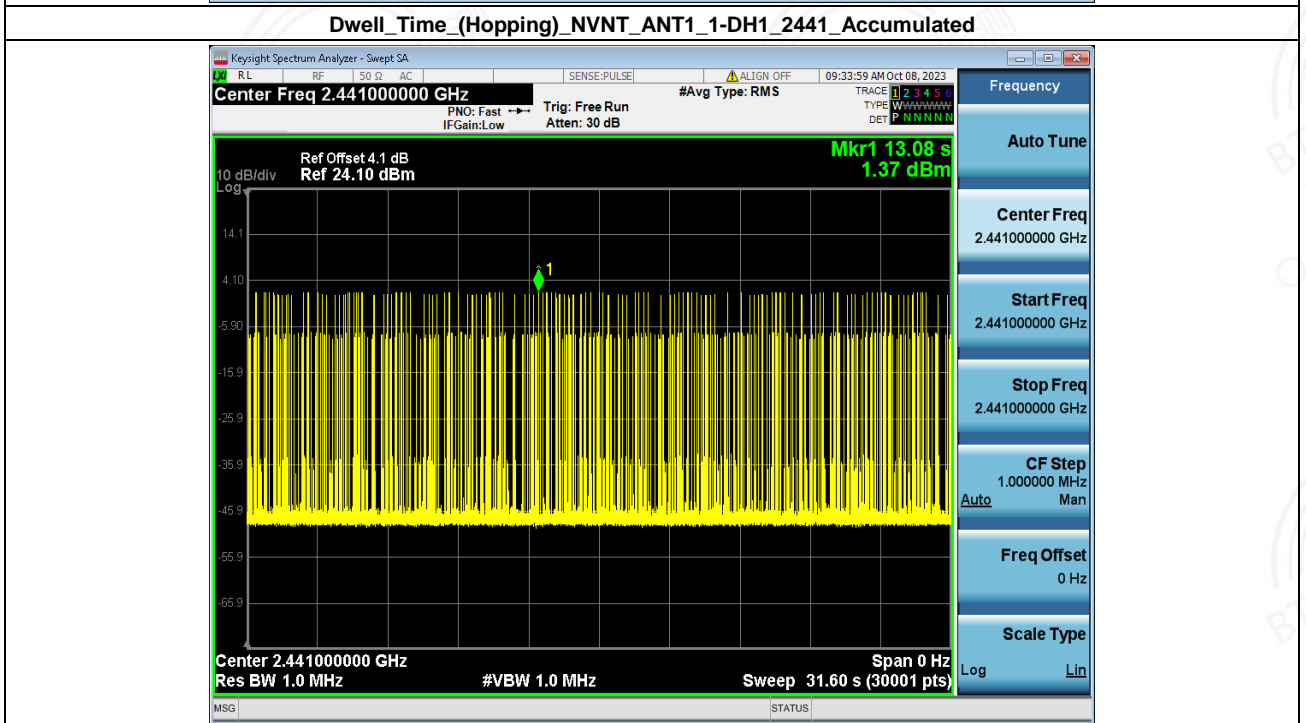 Dwell_Time_(Hopping)_NVNT_ANT1_1-DH1_2441_Accumulated
Keysight Spectrum Analyzer - Swept SA
LXI RL RF 50 Ω AC SENSE:PULSE ALIGN OFF 09:33:59 AM Oct 08, 2023
Center Freq 2.441000000 GHz
#Avg Type: RMS
TRACE 1 2 3 4 5 6
TYPE WWWWWW
DET P N N N N N
PNO: Fast
IFGain:Low
Trig: Free Run
Atten: 30 dB
Mkr1 13.08 s
1.37 dBm
Ref Offset 4.1 dB
10 dB/div Ref 24.10 dBm
Log
14.1
4.10
-5.90
-15.9
-25.9
-35.9
-45.9
-55.9
-65.9
1
Center 2.441000000 GHz Span 0 Hz
Res BW 1.0 MHz #VBW 1.0 MHz Sweep 31.60 s (30001 pts)
MSG STATUS
Frequency
Auto Tune
Center Freq
2.441000000 GHz
Start Freq
2.441000000 GHz
Stop Freq
2.441000000 GHz
CF Step
1.000000 MHz
Auto Man
Freq Offset
0 Hz
Scale Type
Log Lin